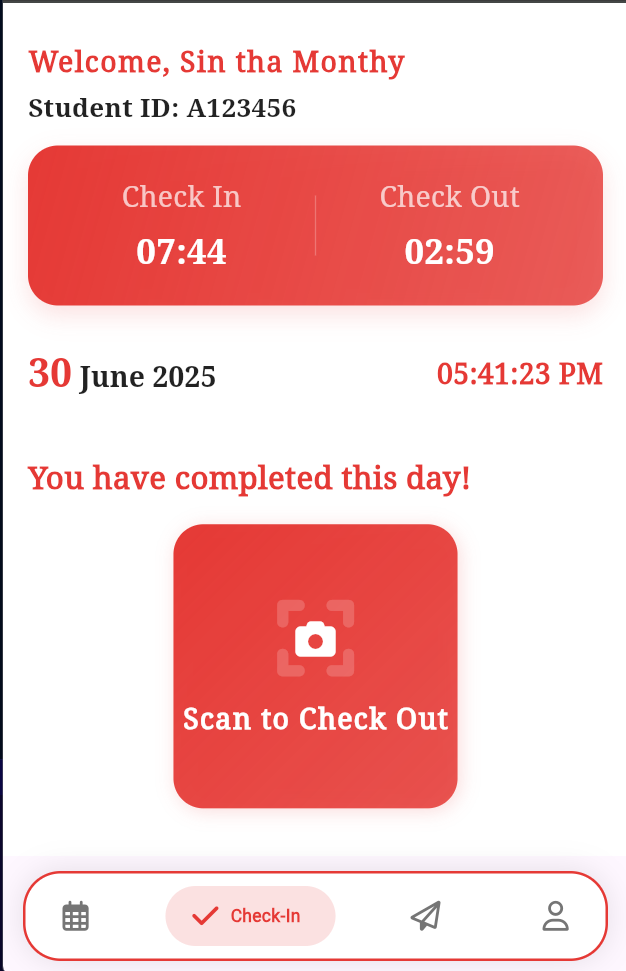 Welcome, Sin tha Monthy
Student ID: A123456
Check In
Check Out
07:44
02:59
30 June 2025
05:41:23 PM
You have completed this day!
Scan to Check Out
Check-In